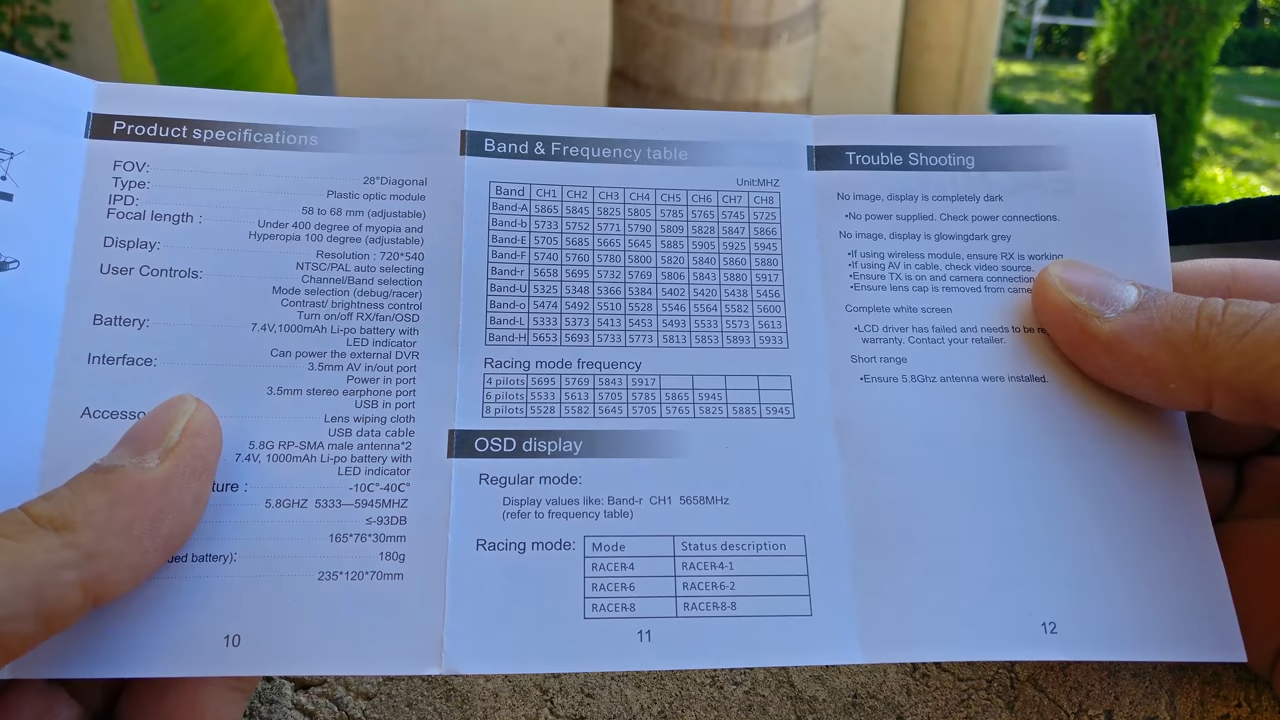 Product specifications
FOV: 28°Diagonal
Type: Plastic optic module
IPD: 58 to 68 mm (adjustable)
Focal length : Under 400 degree of myopia and
Hyperopia 100 degree (adjustable)
Display: Resolution : 720*540
NTSC/PAL auto selecting
User Controls: Channel/Band selection
Mode selection (debug/racer)
Contrast/ brightness control
Turn on/off RX/fan/OSD
Battery: 7.4V,1000mAh Li-po battery with
LED indicator
Can power the external DVR
Interface: 3.5mm AV in/out port
Power in port
3.5mm stereo earphone port
USB in port
Lens wiping cloth
USB data cable
5.8G RP-SMA male antenna*2
7.4V, 1000mAh Li-po battery with
LED indicator
-10C°-40C°
5.8GHZ 5333—5945MHZ
≤-93DB
165*76*30mm
battery): 180g
235*120*70mm
10
Band & Frequency table
Unit:MHZ
Band CH1 CH2 CH3 CH4 CH5 CH6 CH7 CH8
Band-A 5865 5845 5825 5805 5785 5765 5745 5725
Band-b 5733 5752 5771 5790 5809 5828 5847 5866
Band-E 5705 5685 5665 5645 5885 5905 5925 5945
Band-F 5740 5760 5780 5800 5820 5840 5860 5880
Band-r 5658 5695 5732 5769 5806 5843 5880 5917
Band-U 5325 5348 5366 5384 5402 5420 5438 5456
Band-o 5474 5492 5510 5528 5546 5564 5582 5600
Band-L 5333 5373 5413 5453 5493 5533 5573 5613
Band-H 5653 5693 5733 5773 5813 5853 5893 5933
Racing mode frequency
4 pilots 5695 5769 5843 5917
6 pilots 5533 5613 5705 5785 5865 5945
8 pilots 5528 5582 5645 5705 5765 5825 5885 5945
OSD display
Regular mode:
Display values like: Band-r CH1 5658MHz
(refer to frequency table)
Racing mode:
Mode Status description
RACER-4 RACER-4-1
RACER-6 RACER-6-2
RACER-8 RACER-8-8
11
Trouble Shooting
No image, display is completely dark
•No power supplied. Check power connections.
No image, display is glowingdark grey
•If using wireless module, ensure RX is working
•If using AV in cable, check video source.
•Ensure TX is on and camera connection
•Ensure lens cap is removed from
Complete white screen
•LCD driver has failed and needs to be
warranty. Contact your retailer.
Short range
•Ensure 5.8Ghz antenna were installed.
12